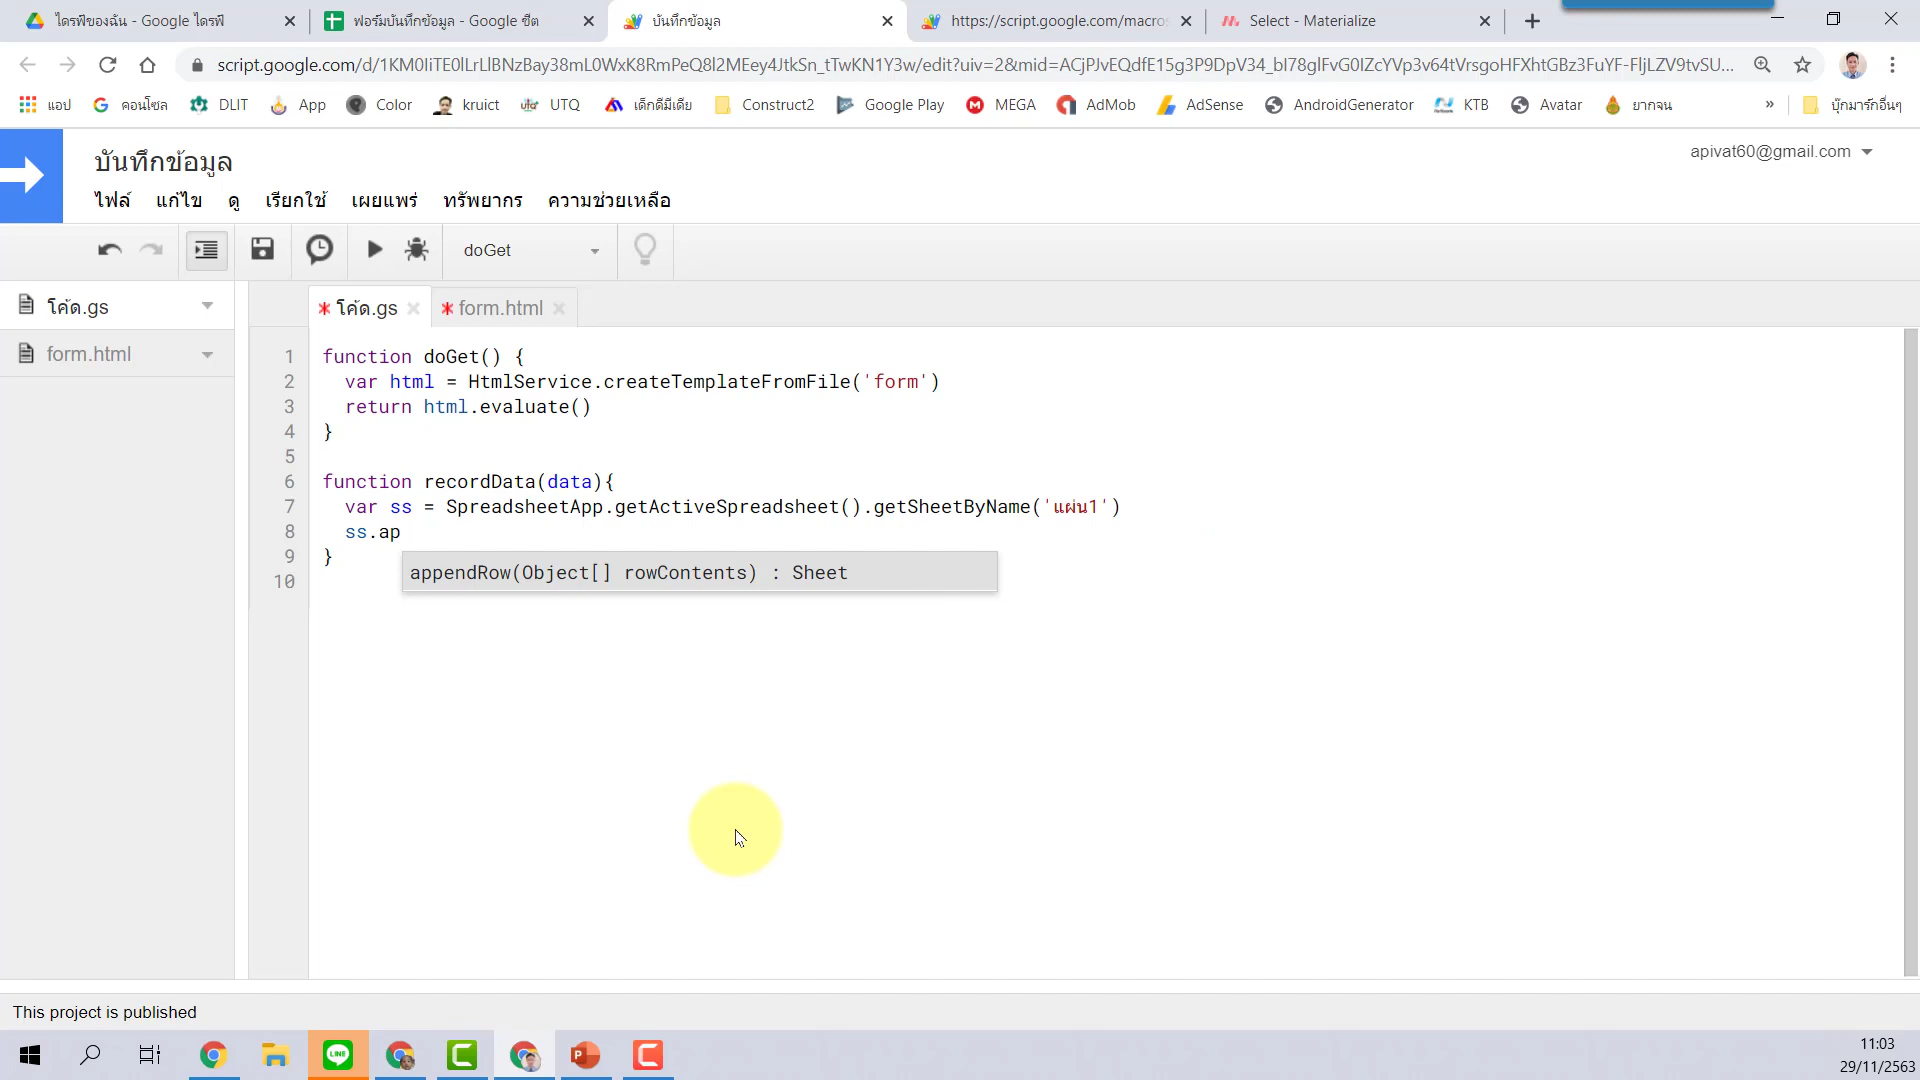 ไดรฟ์ของฉัน - Google ไดรฟ์
ฟอร์มบันทึกข้อมูล - Google ชีต
บันทึกข้อมูล
https://script.google.com/macros
Select - Materialize
script.google.com/d/1KM0IiTE0lLrLlBNzBay38mL0WxK8RmPeQ8l2MEey4JtkSn_tTwKN1Y3w/edit?uiv=2&mid=ACjPJvEQdfE15g3P9DpV34_bI78glFvG0IZcYVp3v64tVrsgoHFXhtGBz3FuYF-FljLZV9tvSU...
แอป
คอนโซล
DLIT
App
Color
kruict
UTQ
เด็กดีมีเดีย
Construct2
Google Play
MEGA
AdMob
AdSense
AndroidGenerator
KTB
Avatar
ยากจน
»
บุ๊กมาร์กอื่นๆ
บันทึกข้อมูล
apivat60@gmail.com
ไฟล์ แก้ไข ดู เรียกใช้ เผยแพร่ ทรัพยากร ความช่วยเหลือ
doGet
โค้ด.gs
form.html
โค้ด.gs
form.html
1 function doGet() {
2 var html = HtmlService.createTemplateFromFile('form')
3 return html.evaluate()
4 }
5
6 function recordData(data){
7 var ss = SpreadsheetApp.getActiveSpreadsheet().getSheetByName('แผ่น1')
8 ss.ap
9 }
appendRow(Object[] rowContents) : Sheet
10
This project is published
LINE
11:03
29/11/2563